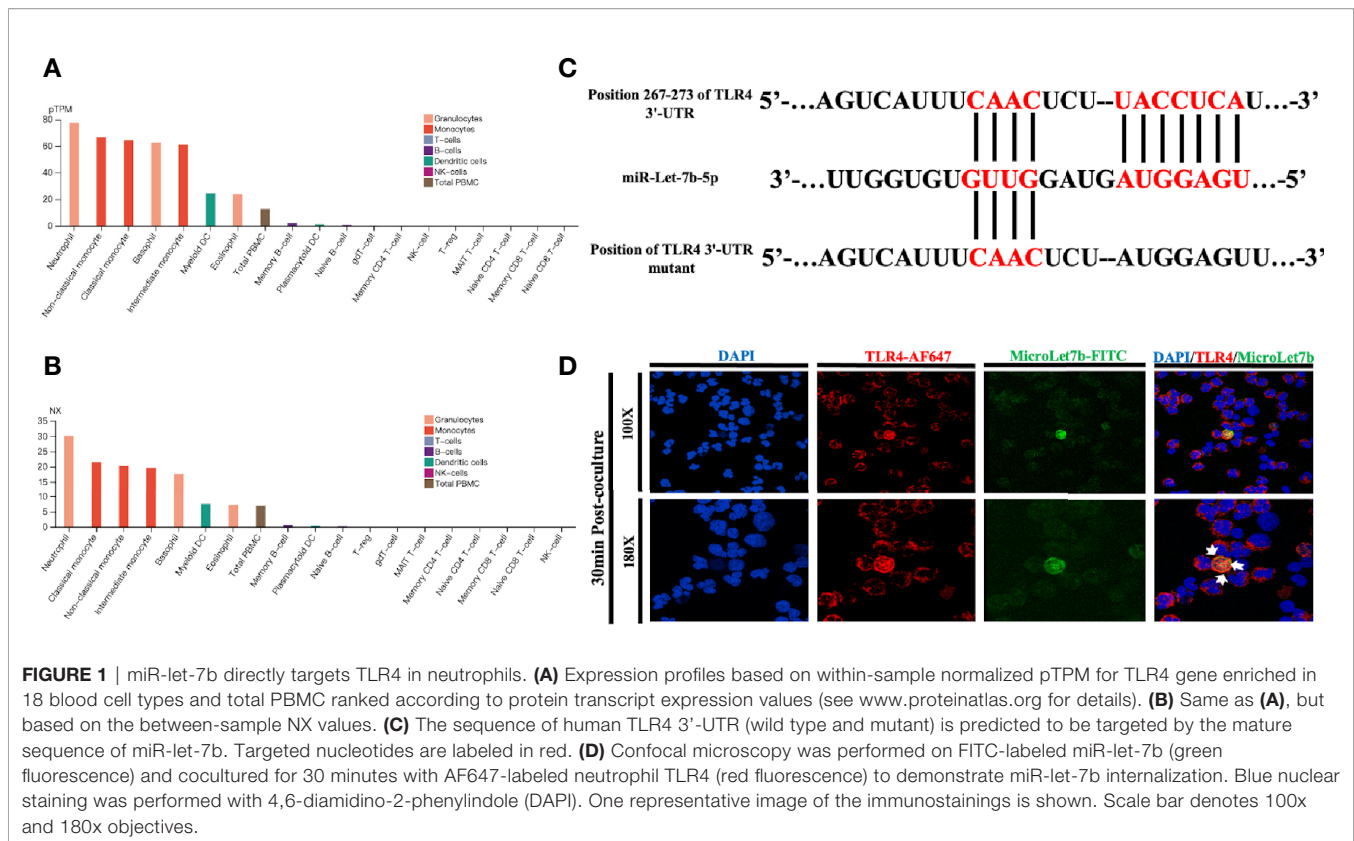 A
pTPM
80
60
40
20
0
Neutrophil
Non-classical monocyte
Classical monocyte
Basophil
Intermediate monocyte
Myeloid DC
Eosinophil
Total PBMC
Memory B-cell
Plasmacytoid DC
Naive B-cell
gdT-cell
Memory CD4 T-cell
NK-cell
T-reg
MAIT T-cell
Naive CD4 T-cell
Memory CD8 T-cell
Naive CD8 T-cell
Granulocytes
Monocytes
T-cells
B-cells
Dendritic cells
NK-cells
Total PBMC
B
NX
35
30
25
20
15
10
5
0
Neutrophil
Classical monocyte
Non-classical monocyte
Intermediate monocyte
Basophil
Myeloid DC
Eosinophil
Total PBMC
Memory B-cell
Plasmacytoid DC
Naive B-cell
T-reg
gdT-cell
MAIT T-cell
Memory CD4 T-cell
Naive CD4 T-cell
Memory CD8 T-cell
Naive CD8 T-cell
NK-cell
Granulocytes
Monocytes
T-cells
B-cells
Dendritic cells
NK-cells
Total PBMC
C
Position 267-273 of TLR4
3'-UTR
5'-...AGUCAUUUCAACUCU--UACCUCAU...-3'
miR-Let-7b-5p
3'-...UUGGUGUGUUGGAUGAUGGAGU...-5'
Position of TLR4 3'-UTR
mutant
5'-...AGUCAUUUCAACUCU--AUGGAGUU...-3'
D
DAPI
TLR4-AF647
MicroLet7b-FITC
DAPI/TLR4/MicroLet7b
30min Post-coculture
100X
180X
FIGURE 1 | miR-let-7b directly targets TLR4 in neutrophils. (A) Expression profiles based on within-sample normalized pTPM for TLR4 gene enriched in
18 blood cell types and total PBMC ranked according to protein transcript expression values (see www.proteinatlas.org for details). (B) Same as (A), but
based on the between-sample NX values. (C) The sequence of human TLR4 3'-UTR (wild type and mutant) is predicted to be targeted by the mature
sequence of miR-let-7b. Targeted nucleotides are labeled in red. (D) Confocal microscopy was performed on FITC-labeled miR-let-7b (green
fluorescence) and cocultured for 30 minutes with AF647-labeled neutrophil TLR4 (red fluorescence) to demonstrate miR-let-7b internalization. Blue nuclear
staining was performed with 4,6-diamidino-2-phenylindole (DAPI). One representative image of the immunostainings is shown. Scale bar denotes 100x
and 180x objectives.